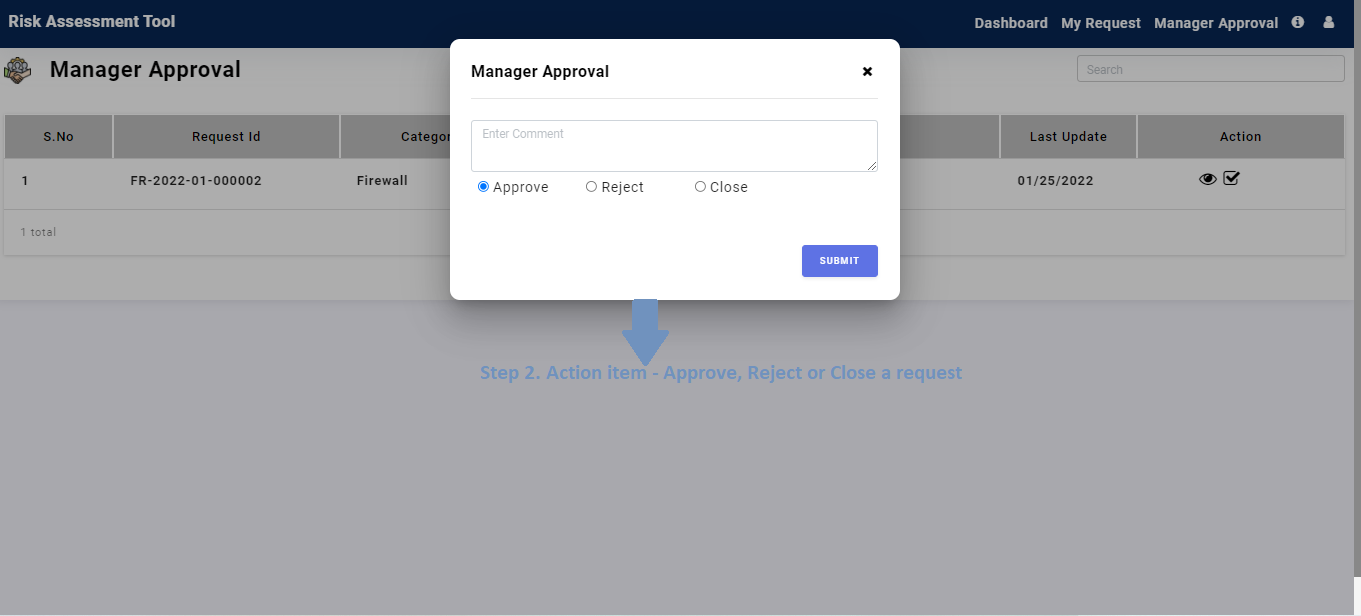 Risk Assessment Tool
Dashboard My Request Manager Approval
Manager Approval
Search
Manager Approval
Enter Comment
Approve Reject Close
SUBMIT
S.No Request Id Last Update Action
1 FR-2022-01-000002 Firewall 01/25/2022
1 total
Step 2. Action item - Approve, Reject or Close a request